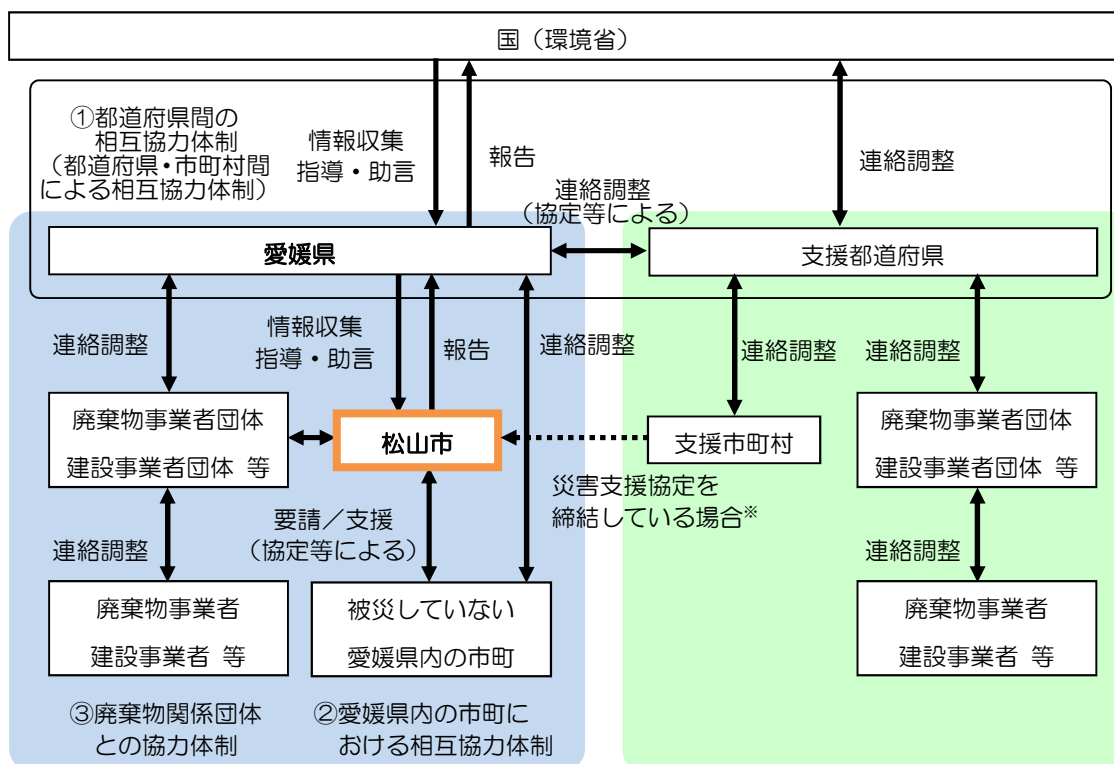 国（環境省）
①都道府県間の
相互協力体制
（都道府県・市町村間
による相互協力体制）
情報収集
指導・助言
報告
連絡調整
（協定等による）
連絡調整
愛媛県
支援都道府県
連絡調整
情報収集
指導・助言
報告
連絡調整
連絡調整
連絡調整
廃棄物事業者団体
建設事業者団体 等
松山市
支援市町村
廃棄物事業者団体
建設事業者団体 等
災害支援協定を
締結している場合※
要請／支援
（協定等による）
連絡調整
連絡調整
廃棄物事業者
建設事業者 等
被災していない
愛媛県内の市町
廃棄物事業者
建設事業者 等
③廃棄物関係団体
との協力体制
②愛媛県内の市町に
おける相互協力体制